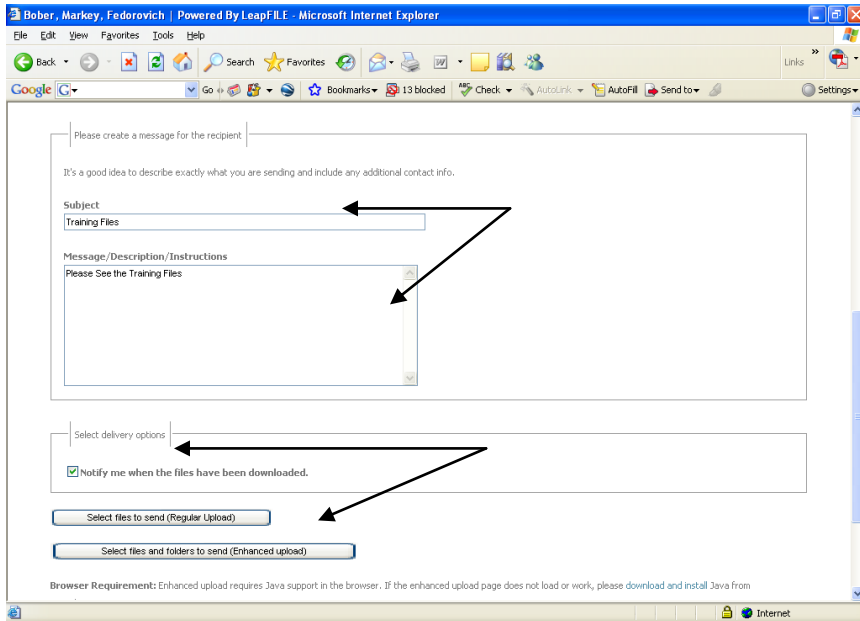 Bober, Markey, Fedorovich | Powered By LeapFILE - Microsoft Internet Explorer
File Edit View Favorites Tools Help
Back Search Favorites W Links »
Google G Go Bookmarks 13 blocked ABC Check AutoLink AutoFill Send to Settings
Please create a message for the recipient
It's a good idea to describe exactly what you are sending and include any additional contact info.
Subject
Training Files
Message/Description/Instructions
Please See the Training Files
Select delivery options
Notify me when the files have been downloaded.
Select files to send (Regular Upload)
Select files and folders to send (Enhanced upload)
Browser Requirement: Enhanced upload requires Java support in the browser. If the enhanced upload page does not load or work, please download and install Java from
Internet